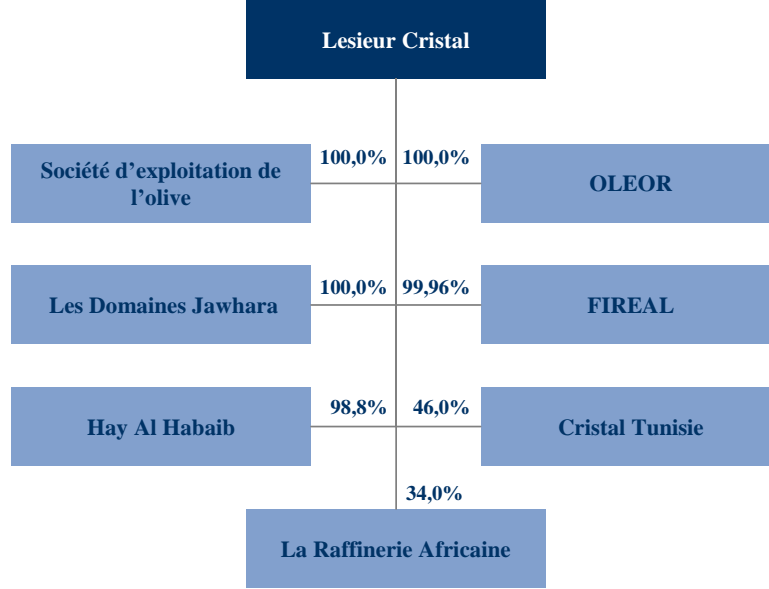 Lesieur Cristal
100,0% 100,0%
Société d’exploitation de
l’olive
OLEOR
100,0% 99,96%
Les Domaines Jawhara
FIREAL
98,8% 46,0%
Hay Al Habaib
Cristal Tunisie
34,0%
La Raffinerie Africaine